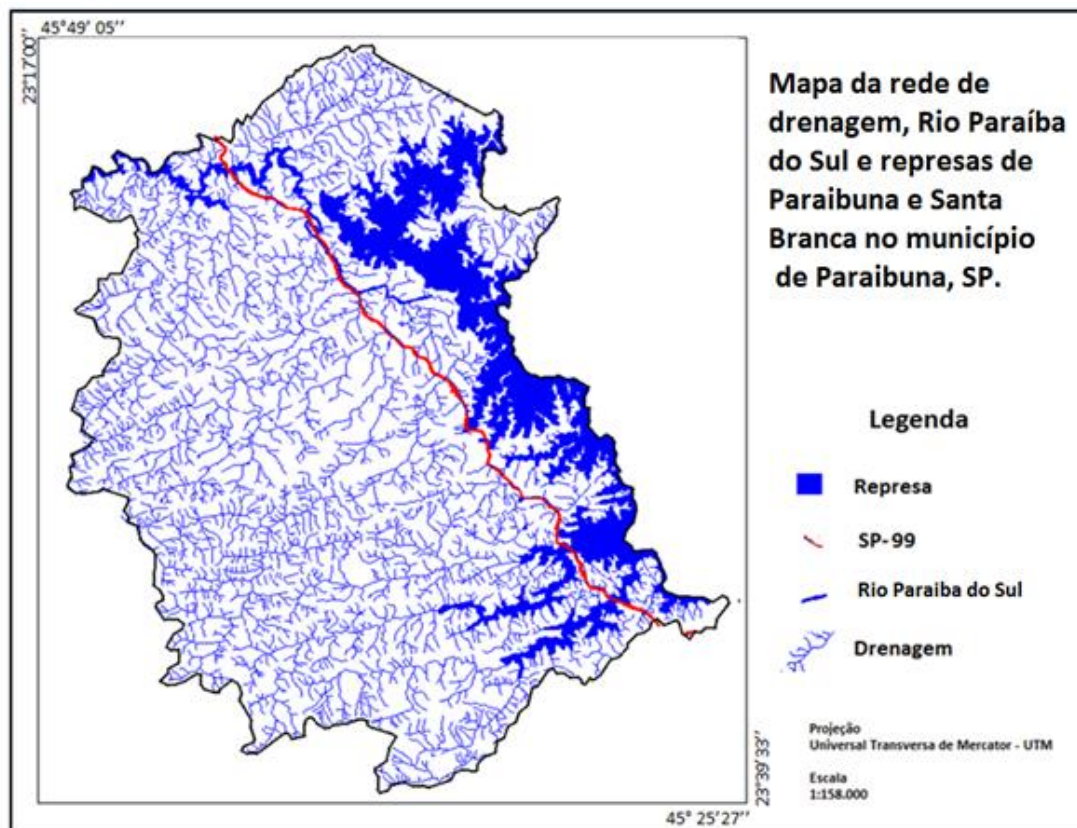 45°49' 05''
23°17'00''
Mapa da rede de
drenagem, Rio Paraíba
do Sul e represas de
Paraibuna e Santa
Branca no município
de Paraibuna, SP.
Legenda
Represa
SP-99
Rio Paraiba do Sul
Drenagem
Projeção
Universal Transversa de Mercator - UTM
Escala
1:158.000
23°39'33''
45° 25'27''